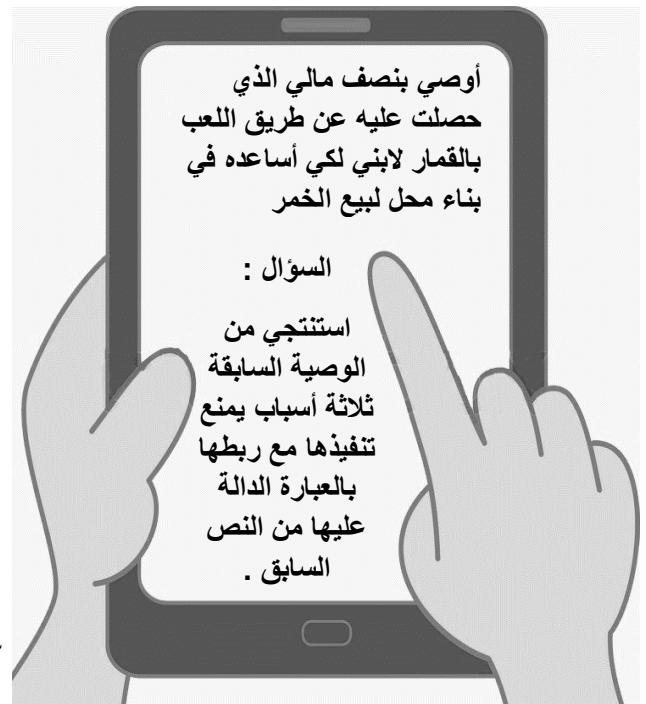 أوصي بنصف مالي الذي
حصلت عليه عن طريق اللعب
بالقمار لابني لكي أساعده في
بناء محل لبيع الخمر
السؤال :
استنتجي من
الوصية السابقة
ثلاثة أسباب يمنع
تنفيذها مع ربطها
بالعبارة الدالة
عليها من النص
السابق .